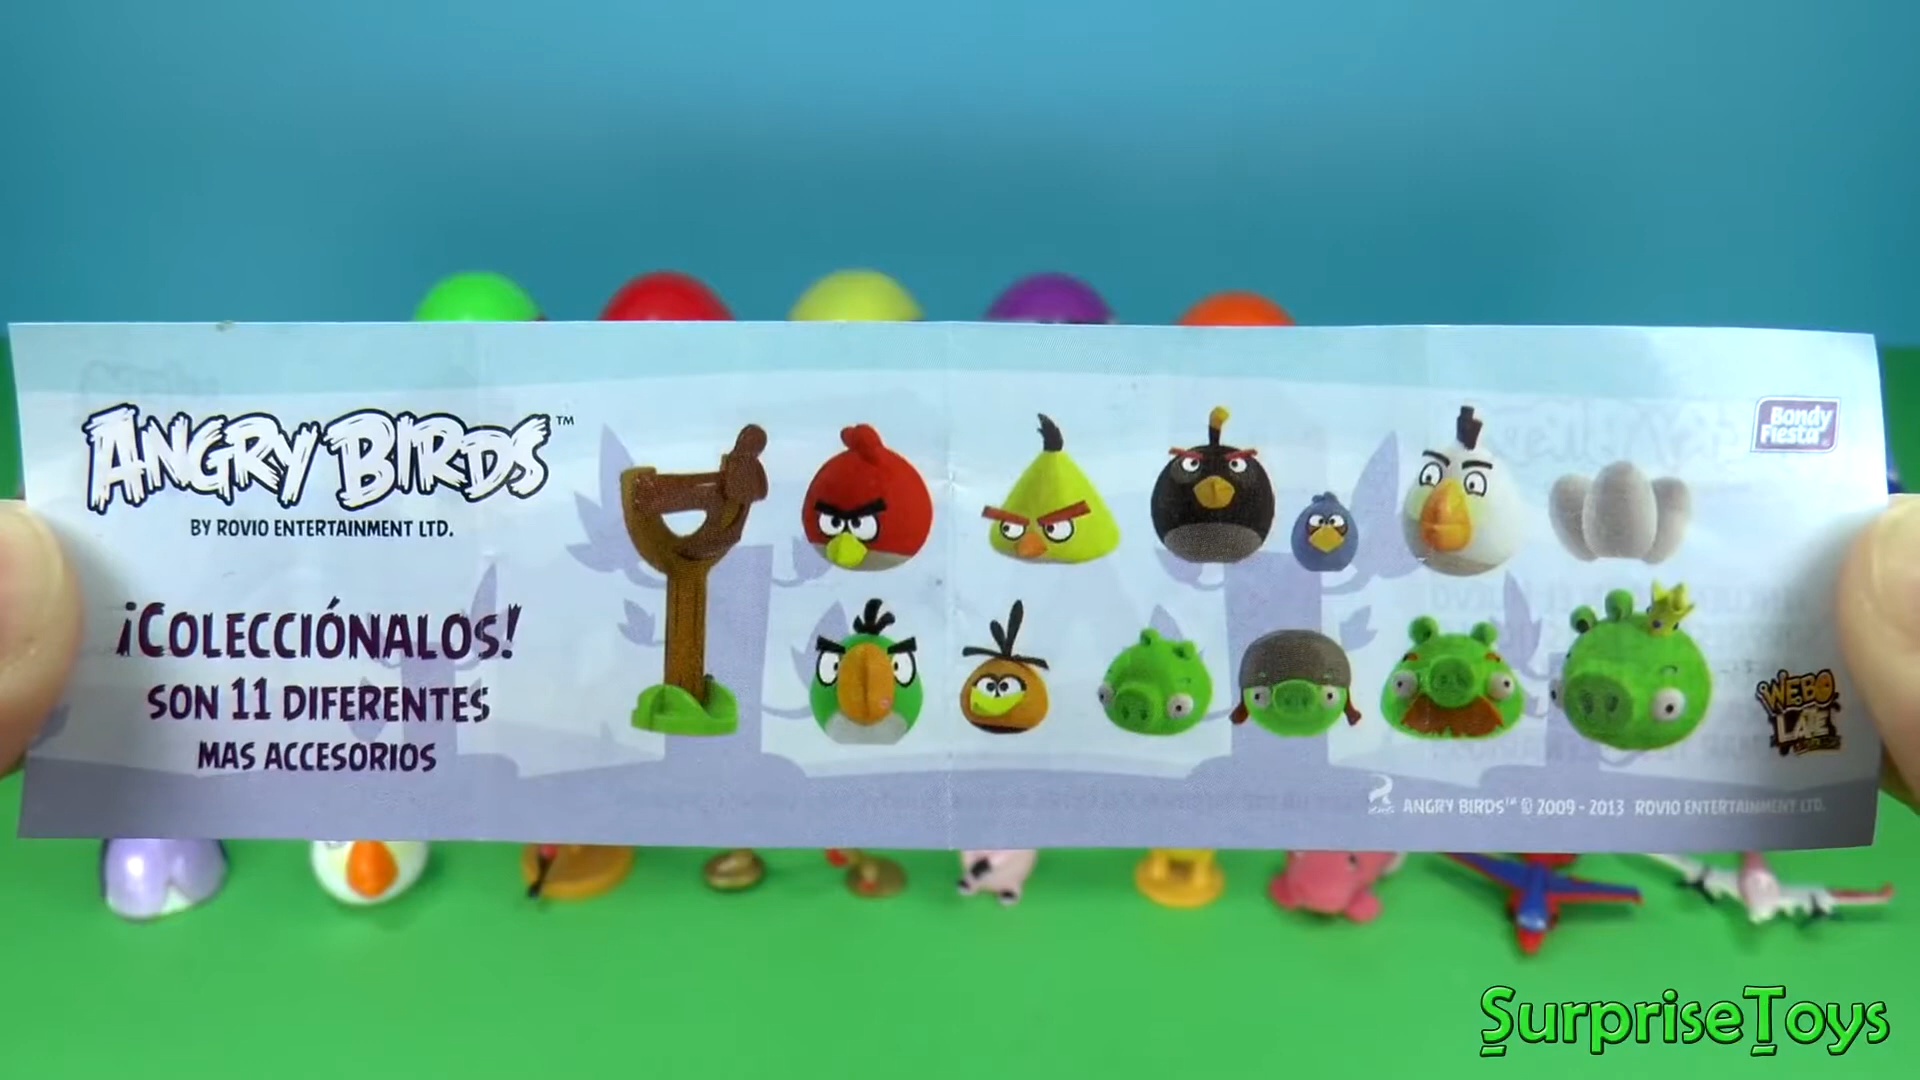 ANGRY BIRDS™
BY ROVIO ENTERTAINMENT LTD.
¡COLECCIÓNALOS!
SON 11 DIFERENTES
MAS ACCESORIOS
Bondy
Fiesta
WEBO
LATE
ANGRY BIRDS™ © 2009 - 2013 ROVIO ENTERTAINMENT LTD.
SurpriseToys